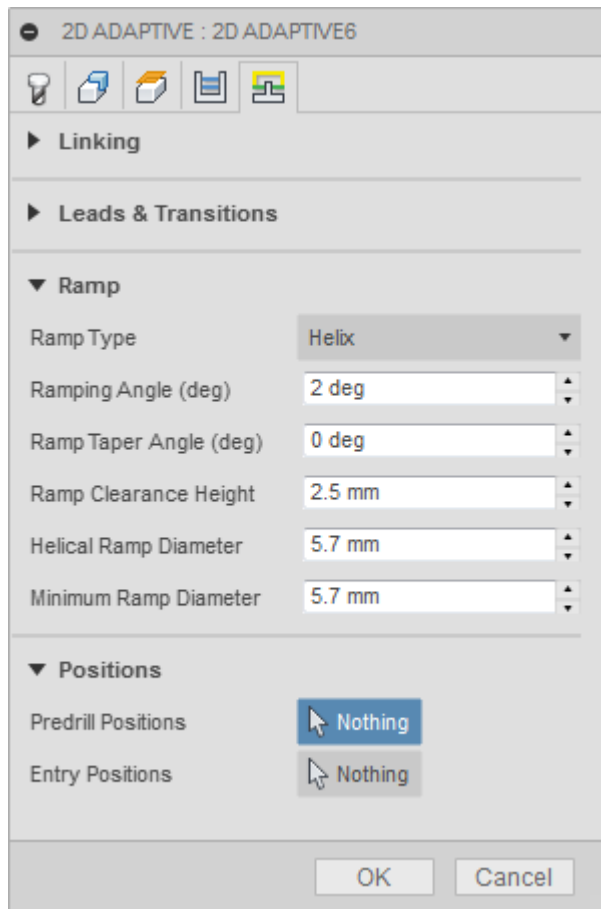 2D ADAPTIVE : 2D ADAPTIVE6
Linking
Leads & Transitions
Ramp
Ramp Type Helix
Ramping Angle (deg) 2 deg
Ramp Taper Angle (deg) 0 deg
Ramp Clearance Height 2.5 mm
Helical Ramp Diameter 5.7 mm
Minimum Ramp Diameter 5.7 mm
Positions
Predrill Positions Nothing
Entry Positions Nothing
OK Cancel